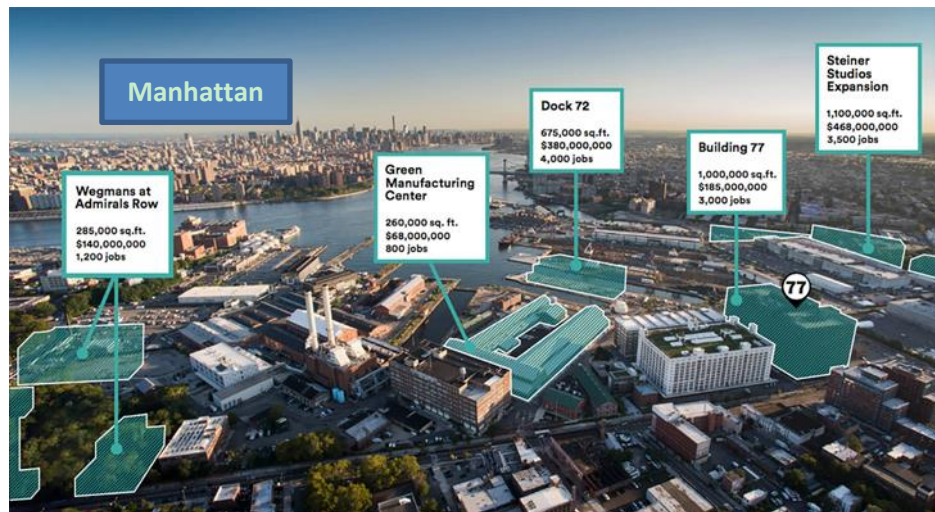 Manhattan
Wegmans at
Admirals Row
285,000 sq.ft.
$140,000,000
1,200 jobs
Green
Manufacturing
Center
260,000 sq. ft.
$68,000,000
800 jobs
Dock 72
675,000 sq.ft.
$380,000,000
4,000 jobs
Building 77
1,000,000 sq.ft.
$185,000,000
3,000 jobs
Steiner
Studios
Expansion
1,100,000 sq.ft.
$468,000,000
3,500 jobs
77